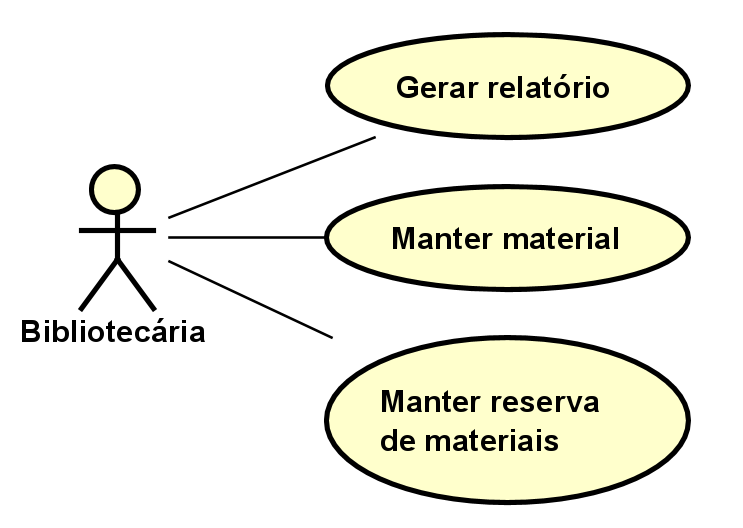 Gerar relatório
Manter material
Bibliotecária
Manter reserva
de materiais